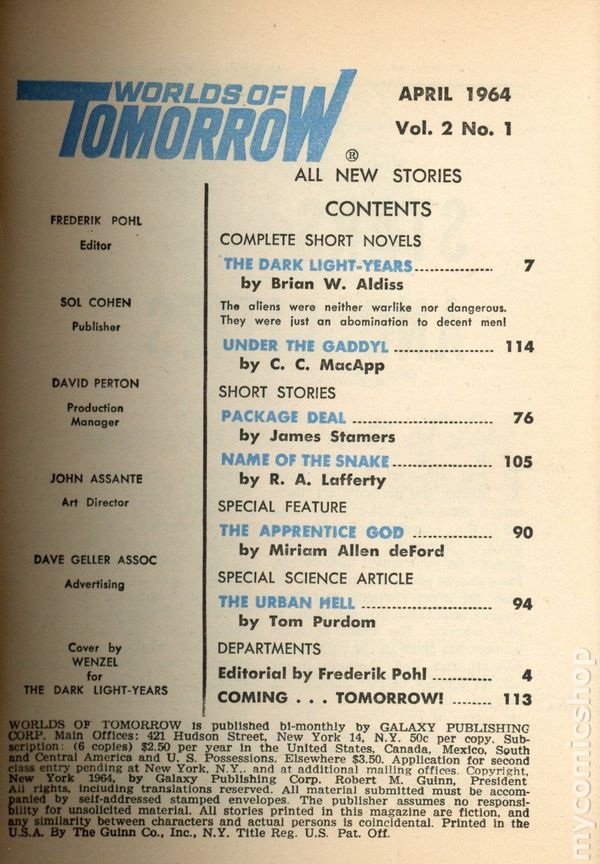 WORLDS OF
TOMORROW ®
APRIL 1964
Vol. 2 No. 1
ALL NEW STORIES
FREDERIK POHL
Editor
SOL COHEN
Publisher
DAVID PERTON
Production
Manager
JOHN ASSANTE
Art Director
DAVE GELLER ASSOC
Advertising
Cover by
WENZEL
for
THE DARK LIGHT-YEARS
CONTENTS
COMPLETE SHORT NOVELS
THE DARK LIGHT-YEARS.............. 7
by Brian W. Aldiss
The aliens were neither warlike nor dangerous.
They were just an abomination to decent men!
UNDER THE GADDYL .................. 114
by C. C. MacApp
SHORT STORIES
PACKAGE DEAL .......................... 76
by James Stamers
NAME OF THE SNAKE.................. 105
by R. A. Lafferty
SPECIAL FEATURE
THE APPRENTICE GOD .............. 90
by Miriam Allen deFord
SPECIAL SCIENCE ARTICLE
THE URBAN HELL ........................ 94
by Tom Purdom
DEPARTMENTS
Editorial by Frederik Pohl ............ 4
COMING . . . TOMORROW! ........ 113
WORLDS OF TOMORROW is published bi-monthly by GALAXY PUBLISHING
CORP. Main Offices: 421 Hudson Street, New York 14, N.Y. 50c per copy. Sub-
scription: (6 copies) $2.50 per year in the United States, Canada, Mexico, South
and Central America and U. S. Possessions. Elsewhere $3.50. Application for second
class entry pending at New York, N.Y.. and at additional mailing offices. Copyright,
New York 1964, by Galaxy Publishing Corp. Robert M. Guinn, President
All rights, including translations reserved. All material submitted must be accom-
panied by self-addressed stamped envelopes. The publisher assumes no responsi-
bility for unsolicited material. All stories printed in this magazine are fiction, and
any similarity between characters and actual persons is coincidental. Printed in the
U.S.A. By The Guinn Co., Inc., N.Y. Title Reg. U.S. Pat. Off.
mycomicshop